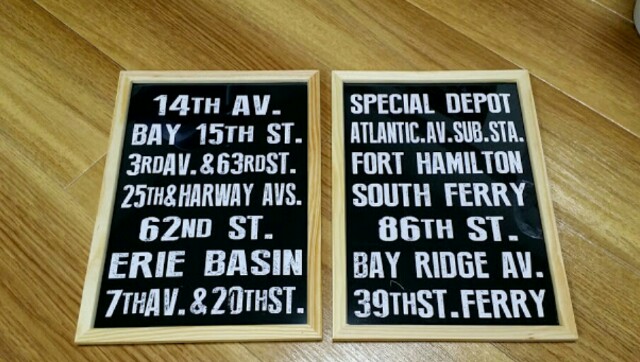 14TH AV.
BAY 15TH ST.
3RDAV.&63RDST.
25TH&HARWAY AVS.
62ND ST.
ERIE BASIN
7THAV.&20THST.
SPECIAL DEPOT
ATLANTIC.AV.SUB.STA.
FORT HAMILTON
SOUTH FERRY
86TH ST.
BAY RIDGE AV.
39THST.FERRY